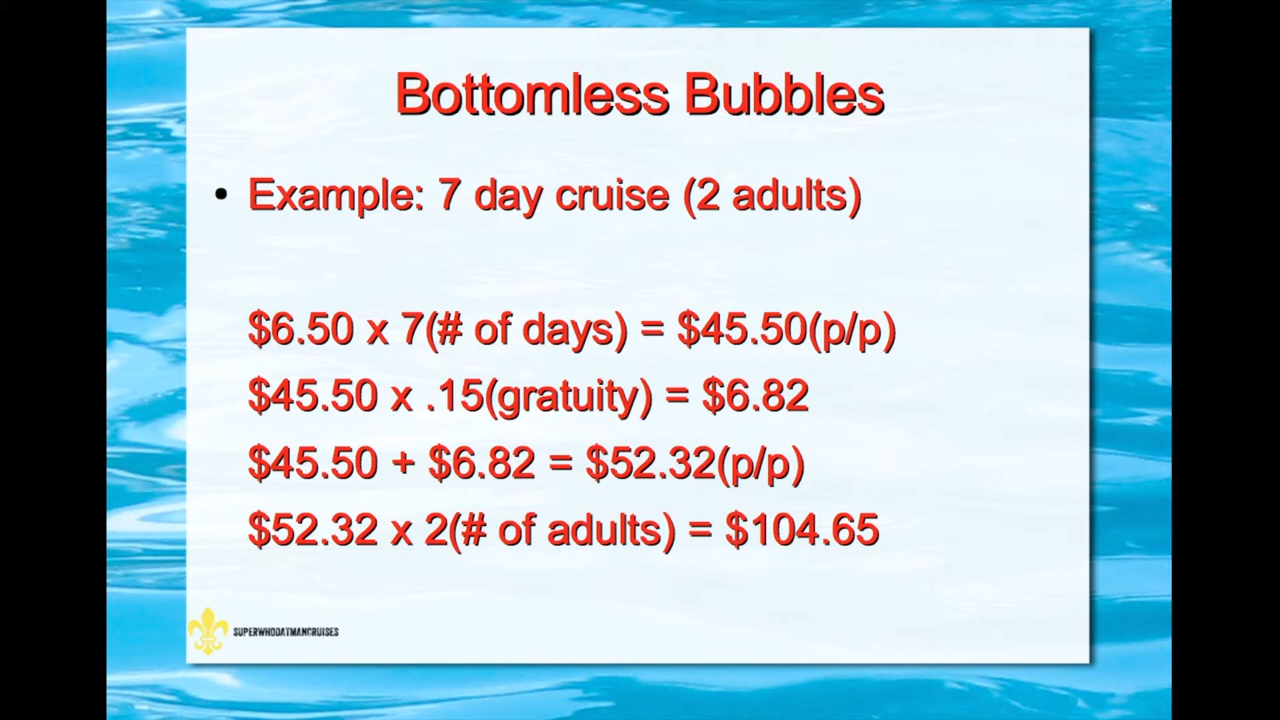 Bottomless Bubbles
• Example: 7 day cruise (2 adults)
$6.50 x 7(# of days) = $45.50(p/p)
$45.50 x .15(gratuity) = $6.82
$45.50 + $6.82 = $52.32(p/p)
$52.32 x 2(# of adults) = $104.65
SUPERWHODATMANCRUISES